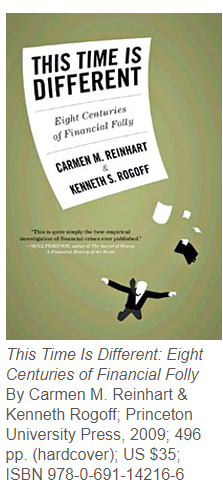 THIS TIME IS
DIFFERENT
Eight Centuries
of Financial Folly
CARMEN M. REINHART
&
KENNETH S. ROGOFF
"This is quite simply the best empirical
investigation of financial crises ever published."
—NIALL FERGUSON, author of The Ascent of Money:
A Financial History of the World
This Time Is Different: Eight
Centuries of Financial Folly
By Carmen M. Reinhart &
Kenneth Rogoff; Princeton
University Press, 2009; 496
pp. (hardcover); US $35;
ISBN 978-0-691-14216-6